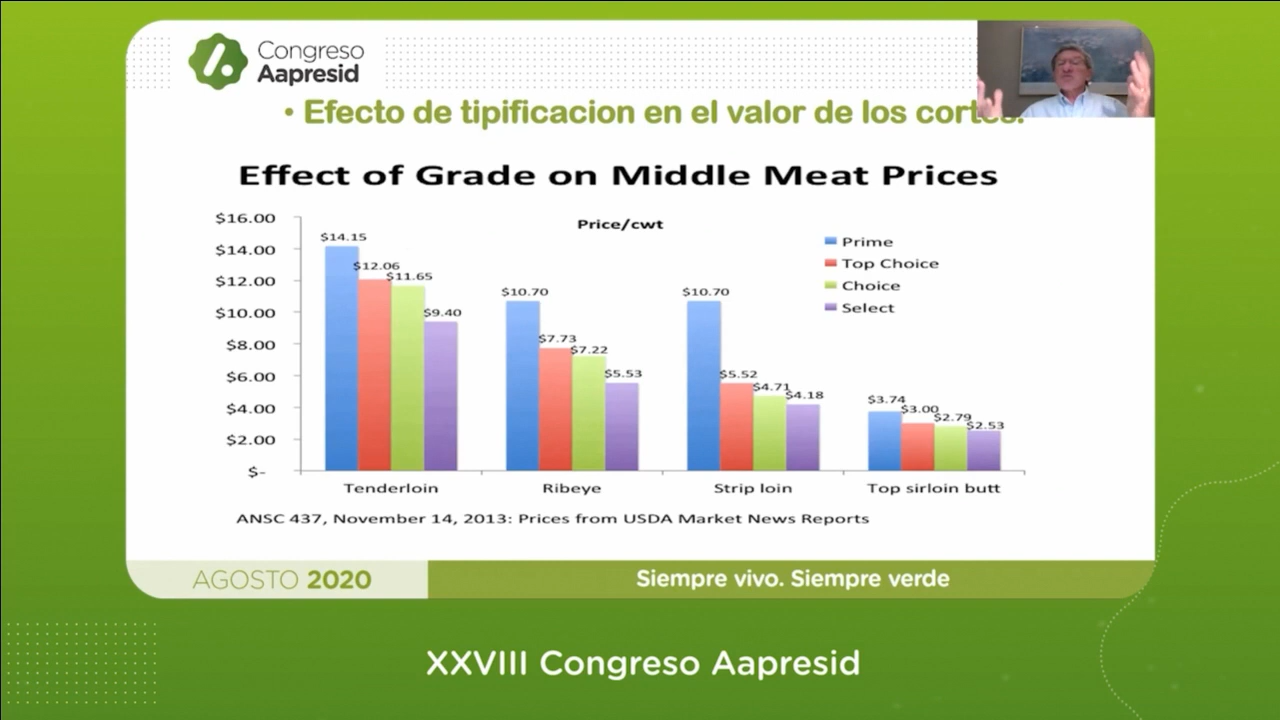 Congreso
Aapresid
• Efecto de tipificacion en el valor de los cortes.
Effect of Grade on Middle Meat Prices
Price/cwt
$16.00
$14.00
$12.00
$10.00
$8.00
$6.00
$4.00
$2.00
$-
$14.15
$12.06
$11.65
$9.40
$10.70
$7.73
$7.22
$5.53
$10.70
$5.52
$4.71
$4.18
$3.74
$3.00
$2.79
$2.53
Prime
Top Choice
Choice
Select
Tenderloin
Ribeye
Strip loin
Top sirloin butt
ANSC 437, November 14, 2013: Prices from USDA Market News Reports
AGOSTO 2020
Siempre vivo. Siempre verde
XXVIII Congreso Aapresid